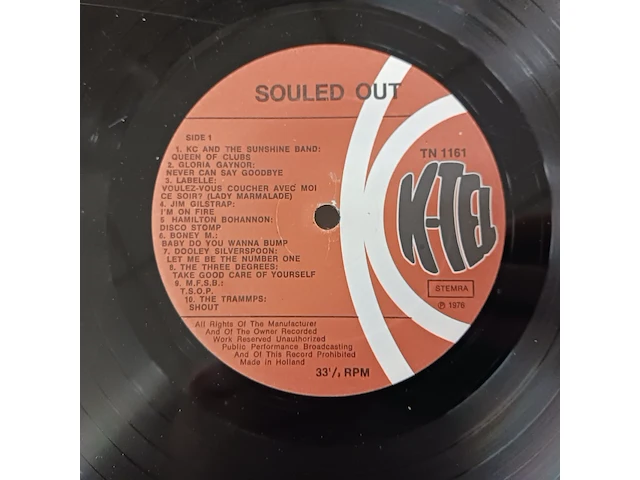 SOULED OUT
SIDE 1
TN 1161
1. KC AND THE SUNSHINE BAND:
QUEEN OF CLUBS
2. GLORIA GAYNOR:
NEVER CAN SAY GOODBYE
3. LABELLE:
VOULEZ-VOUS COUCHER AVEC MOI
CE SOIR? (LADY MARMALADE)
4. JIM GILSTRAP:
I'M ON FIRE
5 HAMILTON BOHANNON:
DISCO STOMP
6. BONEY M.:
BABY DO YOU WANNA BUMP
7. DOOLEY SILVERSPOON:
LET ME BE THE NUMBER ONE
8. THE THREE DEGREES:
TAKE GOOD CARE OF YOURSELF
9. M.F.S.B.:
T.S.O.P.
10. THE TRAMMPS:
SHOUT
K-TEL
STEMRA
All Rights Of The Manufacturer
And Of The Owner Recorded
Work Reserved Unauthorized
Public Performance Broadcasting
And Of This Record Prohibited
Made in Holland
33⅓ RPM